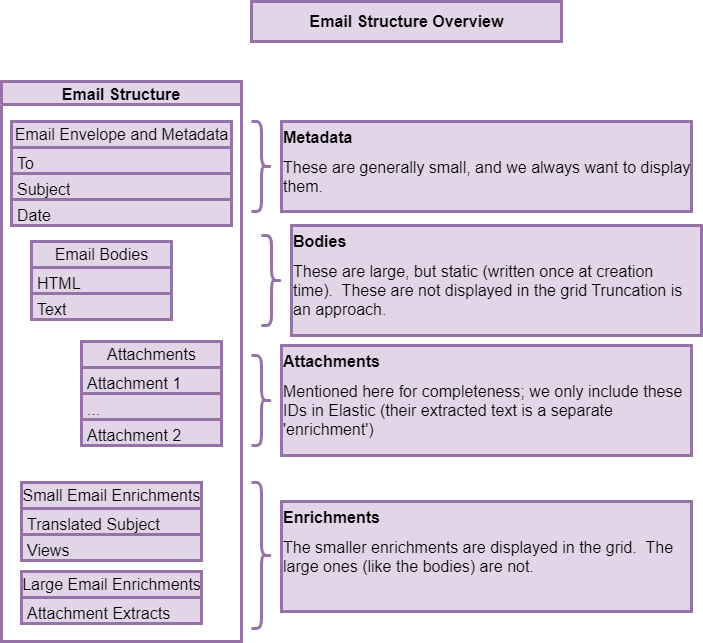 Email Structure Overview
Email Structure
Email Envelope and Metadata
To
Subject
Date
Metadata
These are generally small, and we always want to display
them.
Email Bodies
HTML
Text
Bodies
These are large, but static (written once at creation
time).  These are not displayed in the grid Truncation is
an approach.
Attachments
Attachment 1
...
Attachment 2
Attachments
Mentioned here for completeness; we only include these
IDs in Elastic (their extracted text is a separate
'enrichment')
Small Email Enrichments
Translated Subject
Views
Large Email Enrichments
Attachment Extracts
Enrichments
The smaller enrichments are displayed in the grid.  The
large ones (like the bodies) are not.